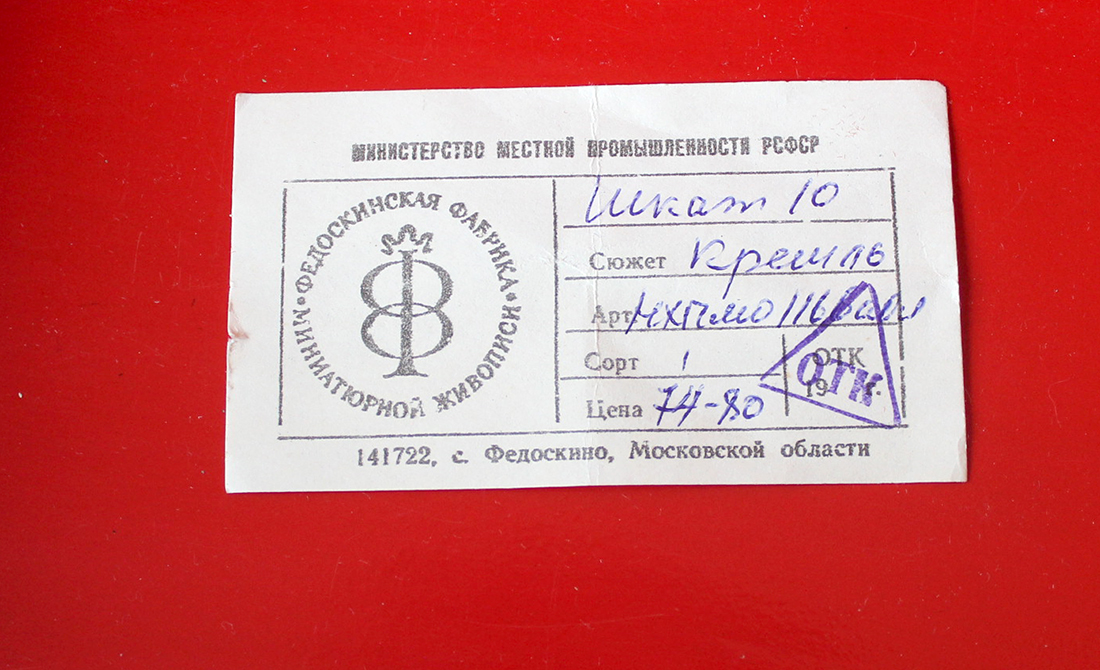 МИНИСТЕРСТВО МЕСТНОЙ ПРОМЫШЛЕННОСТИ РСФСР
ФЕДОСКИНСКАЯ ФАБРИКА
МИНИАТЮРНОЙ ЖИВОПИСИ
Шкат 10
Сюжет Кремль
Арт НХПМО
Сорт 1
ОТК
19 г.
ОТК
Цена 74-80
141722, с. Федоскино, Московской области